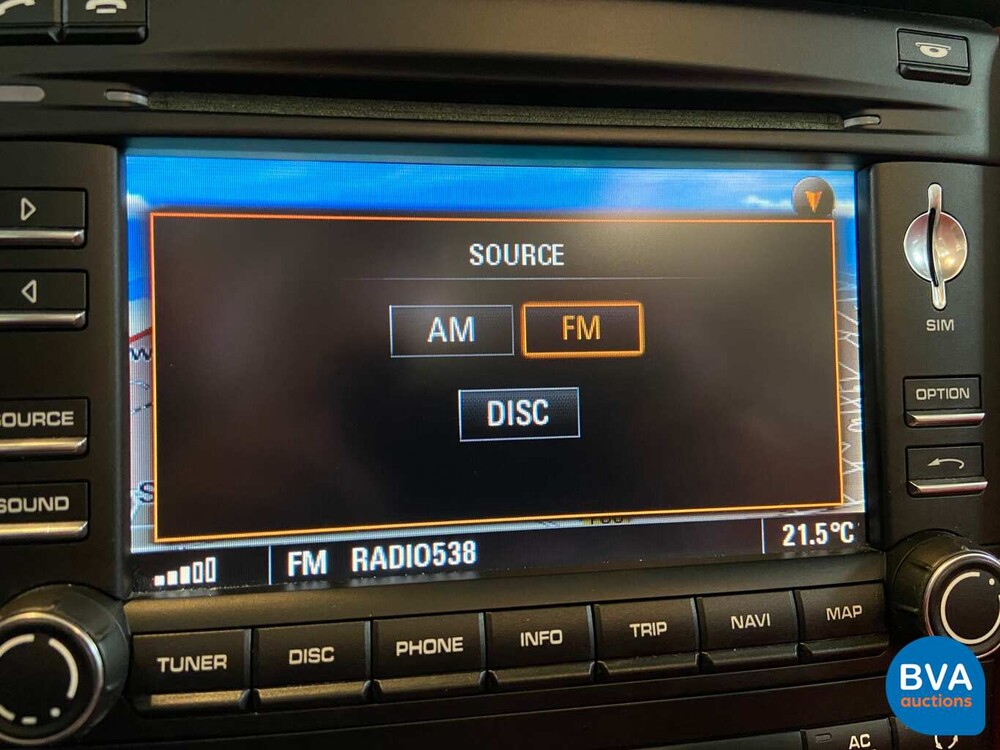 SOURCE
AM FM
DISC
FM RADIO538 21.5°C
SIM
OPTION
SOURCE
SOUND
TUNER DISC PHONE INFO TRIP NAVI MAP
AC
BVA
auctions